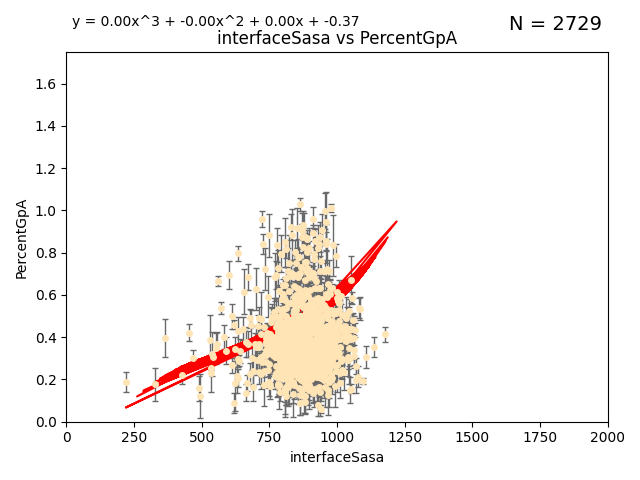 y = 0.00x^3 + -0.00x^2 + 0.00x + -0.37
N = 2729
interfaceSasa vs PercentGpA
1.6
1.4
1.2
1.0
0.8
0.6
0.4
0.2
0.0
PercentGpA
0 250 500 750 1000 1250 1500 1750 2000
interfaceSasa